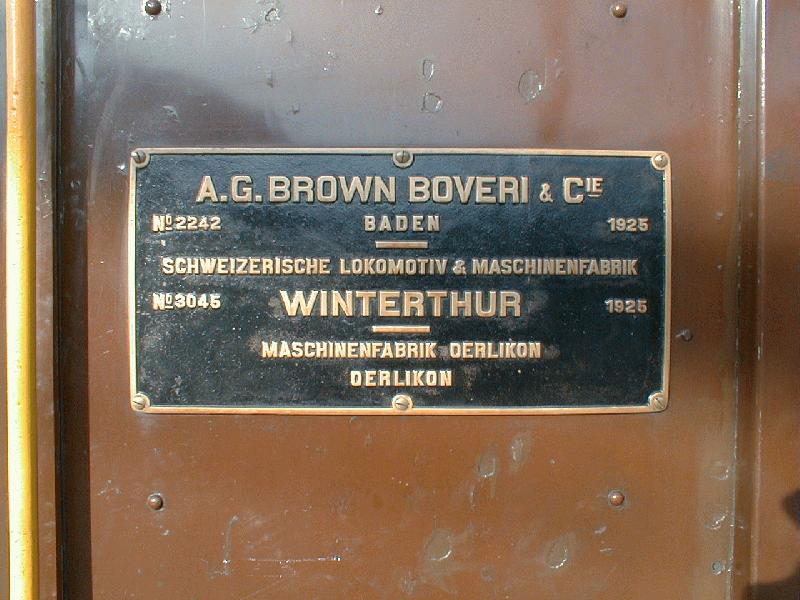 A.G. BROWN BOVERI & CIE
No 2242 BADEN 1925
SCHWEIZERISCHE LOKOMOTIV & MASCHINENFABRIK
No 3045 WINTERTHUR 1925
MASCHINENFABRIK OERLIKON
OERLIKON